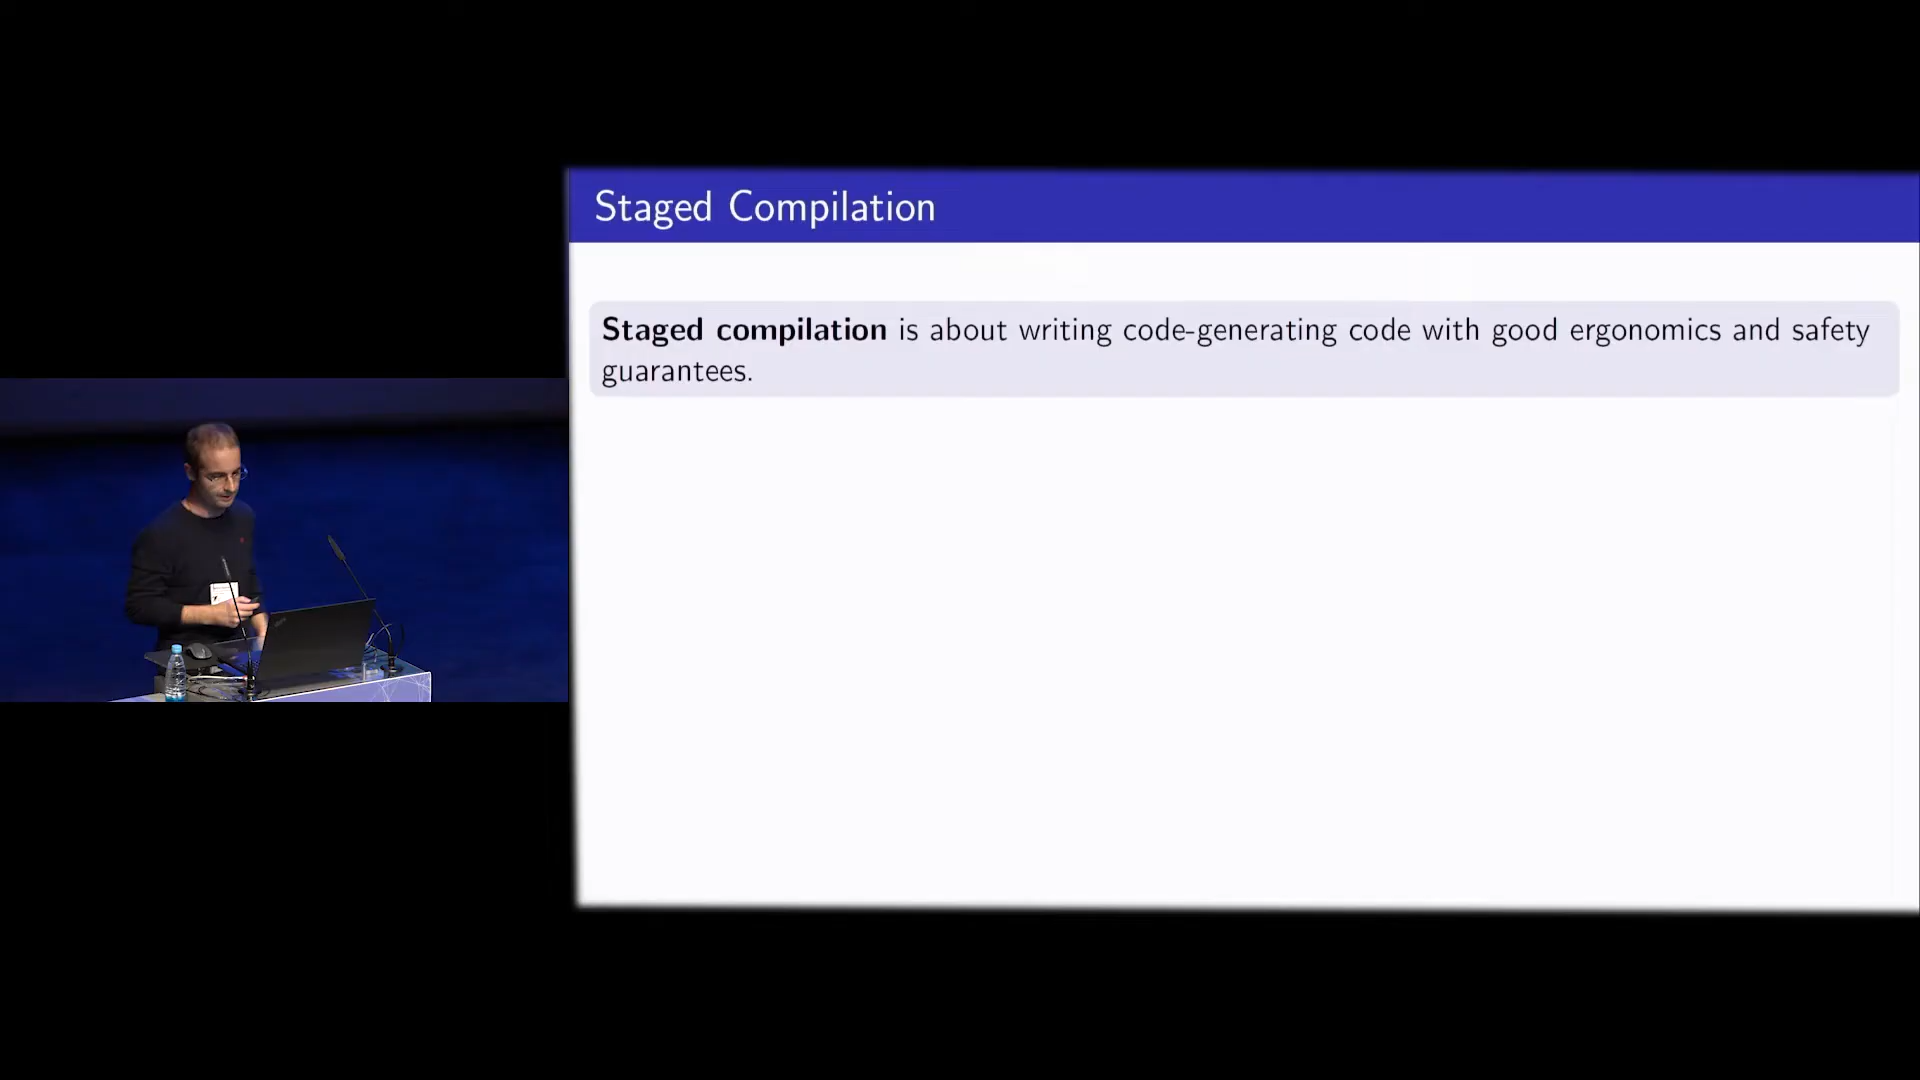 Staged Compilation
Staged compilation is about writing code-generating code with good ergonomics and safety
guarantees.